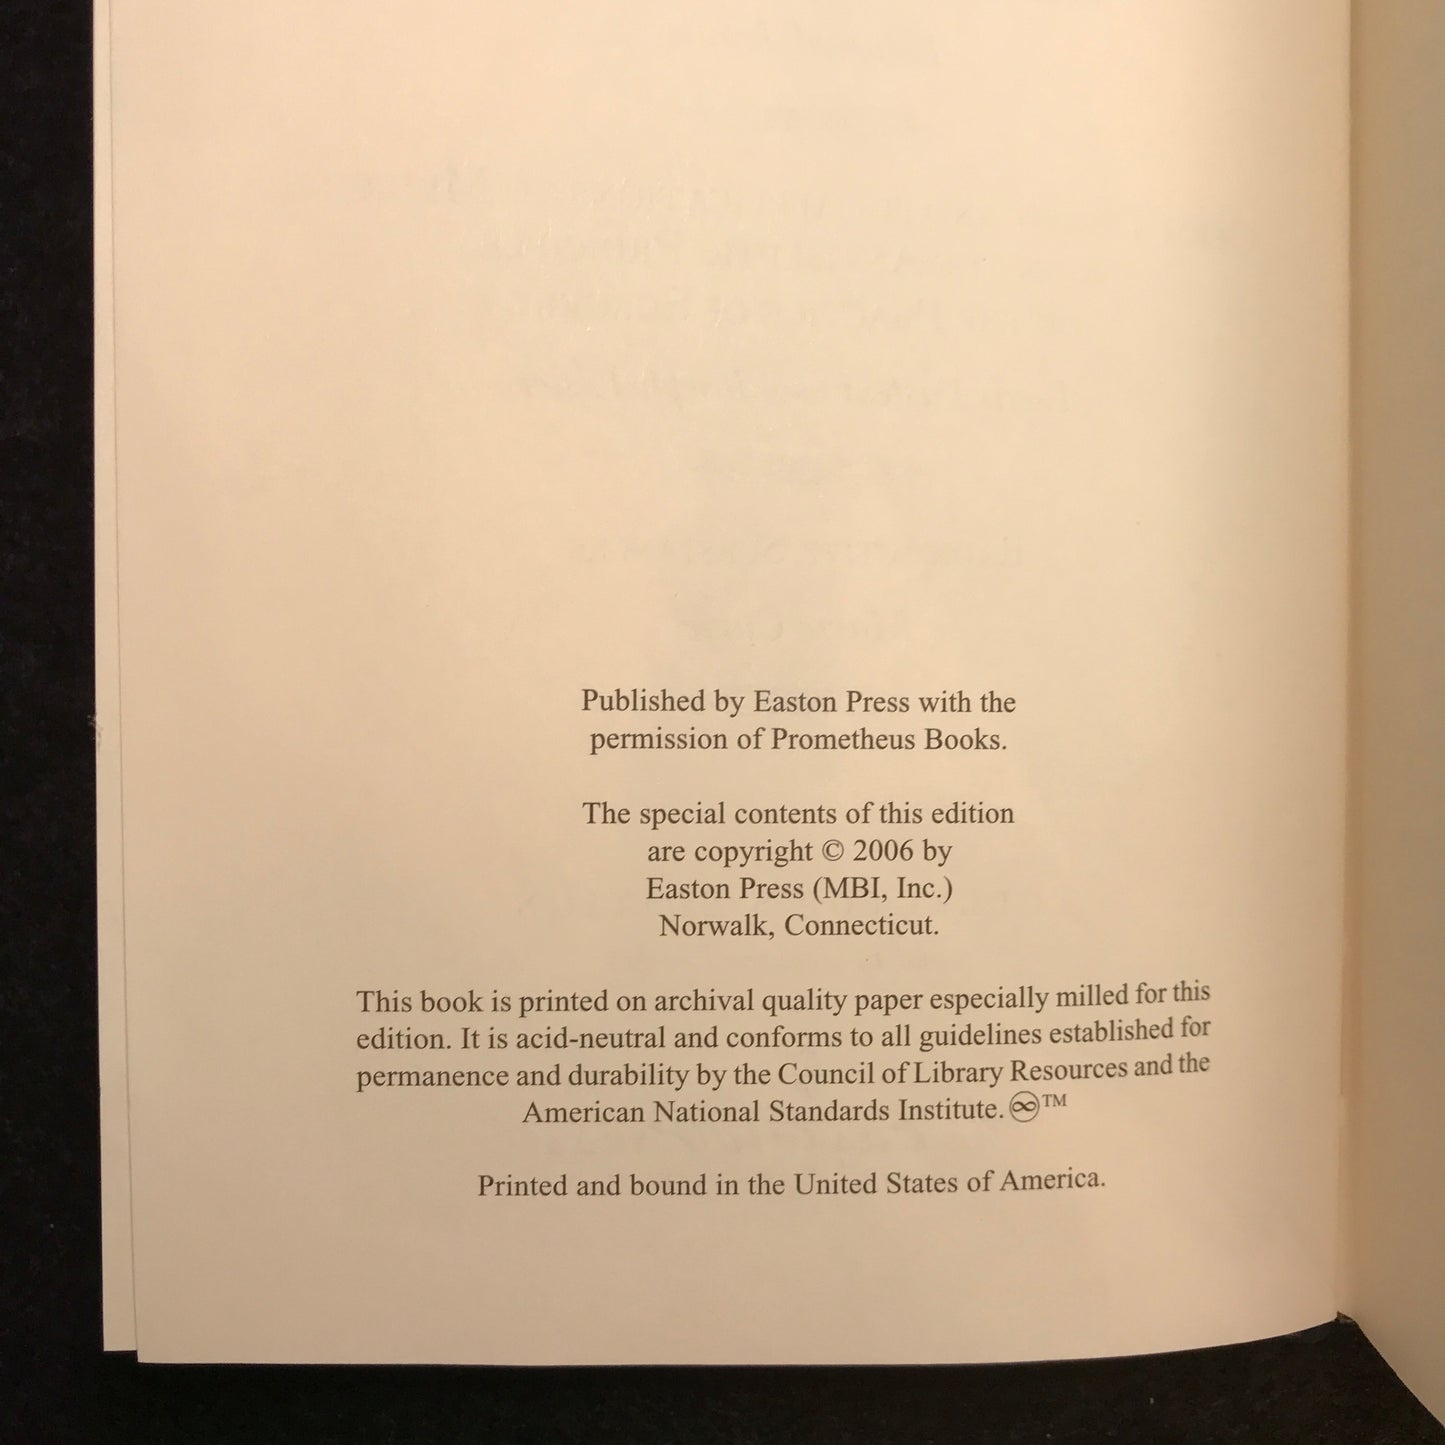 Published by Easton Press with the
permission of Prometheus Books.
The special contents of this edition
are copyright © 2006 by
Easton Press (MBI, Inc.)
Norwalk, Connecticut.
This book is printed on archival quality paper especially milled for this
edition. It is acid-neutral and conforms to all guidelines established for
permanence and durability by the Council of Library Resources and the
American National Standards Institute. ♾™
Printed and bound in the United States of America.